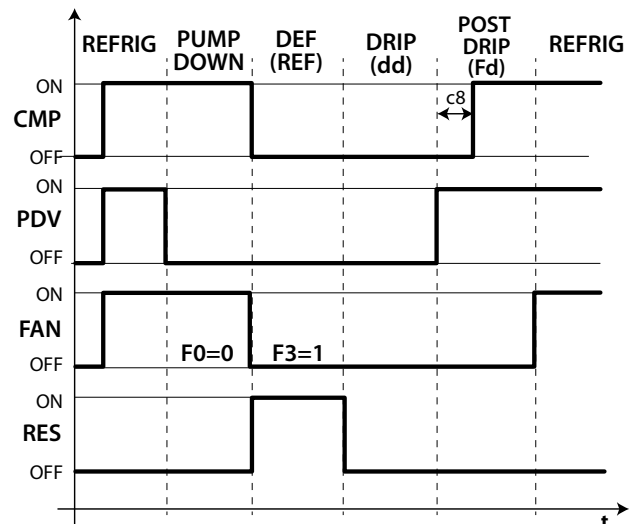 REFRIG PUMP DOWN DEF (REF) DRIP (dd) POST DRIP (Fd) REFRIG
ON
CMP
OFF
c8
ON
PDV
OFF
ON
FAN
OFF
F0=0 F3=1
ON
RES
OFF
t